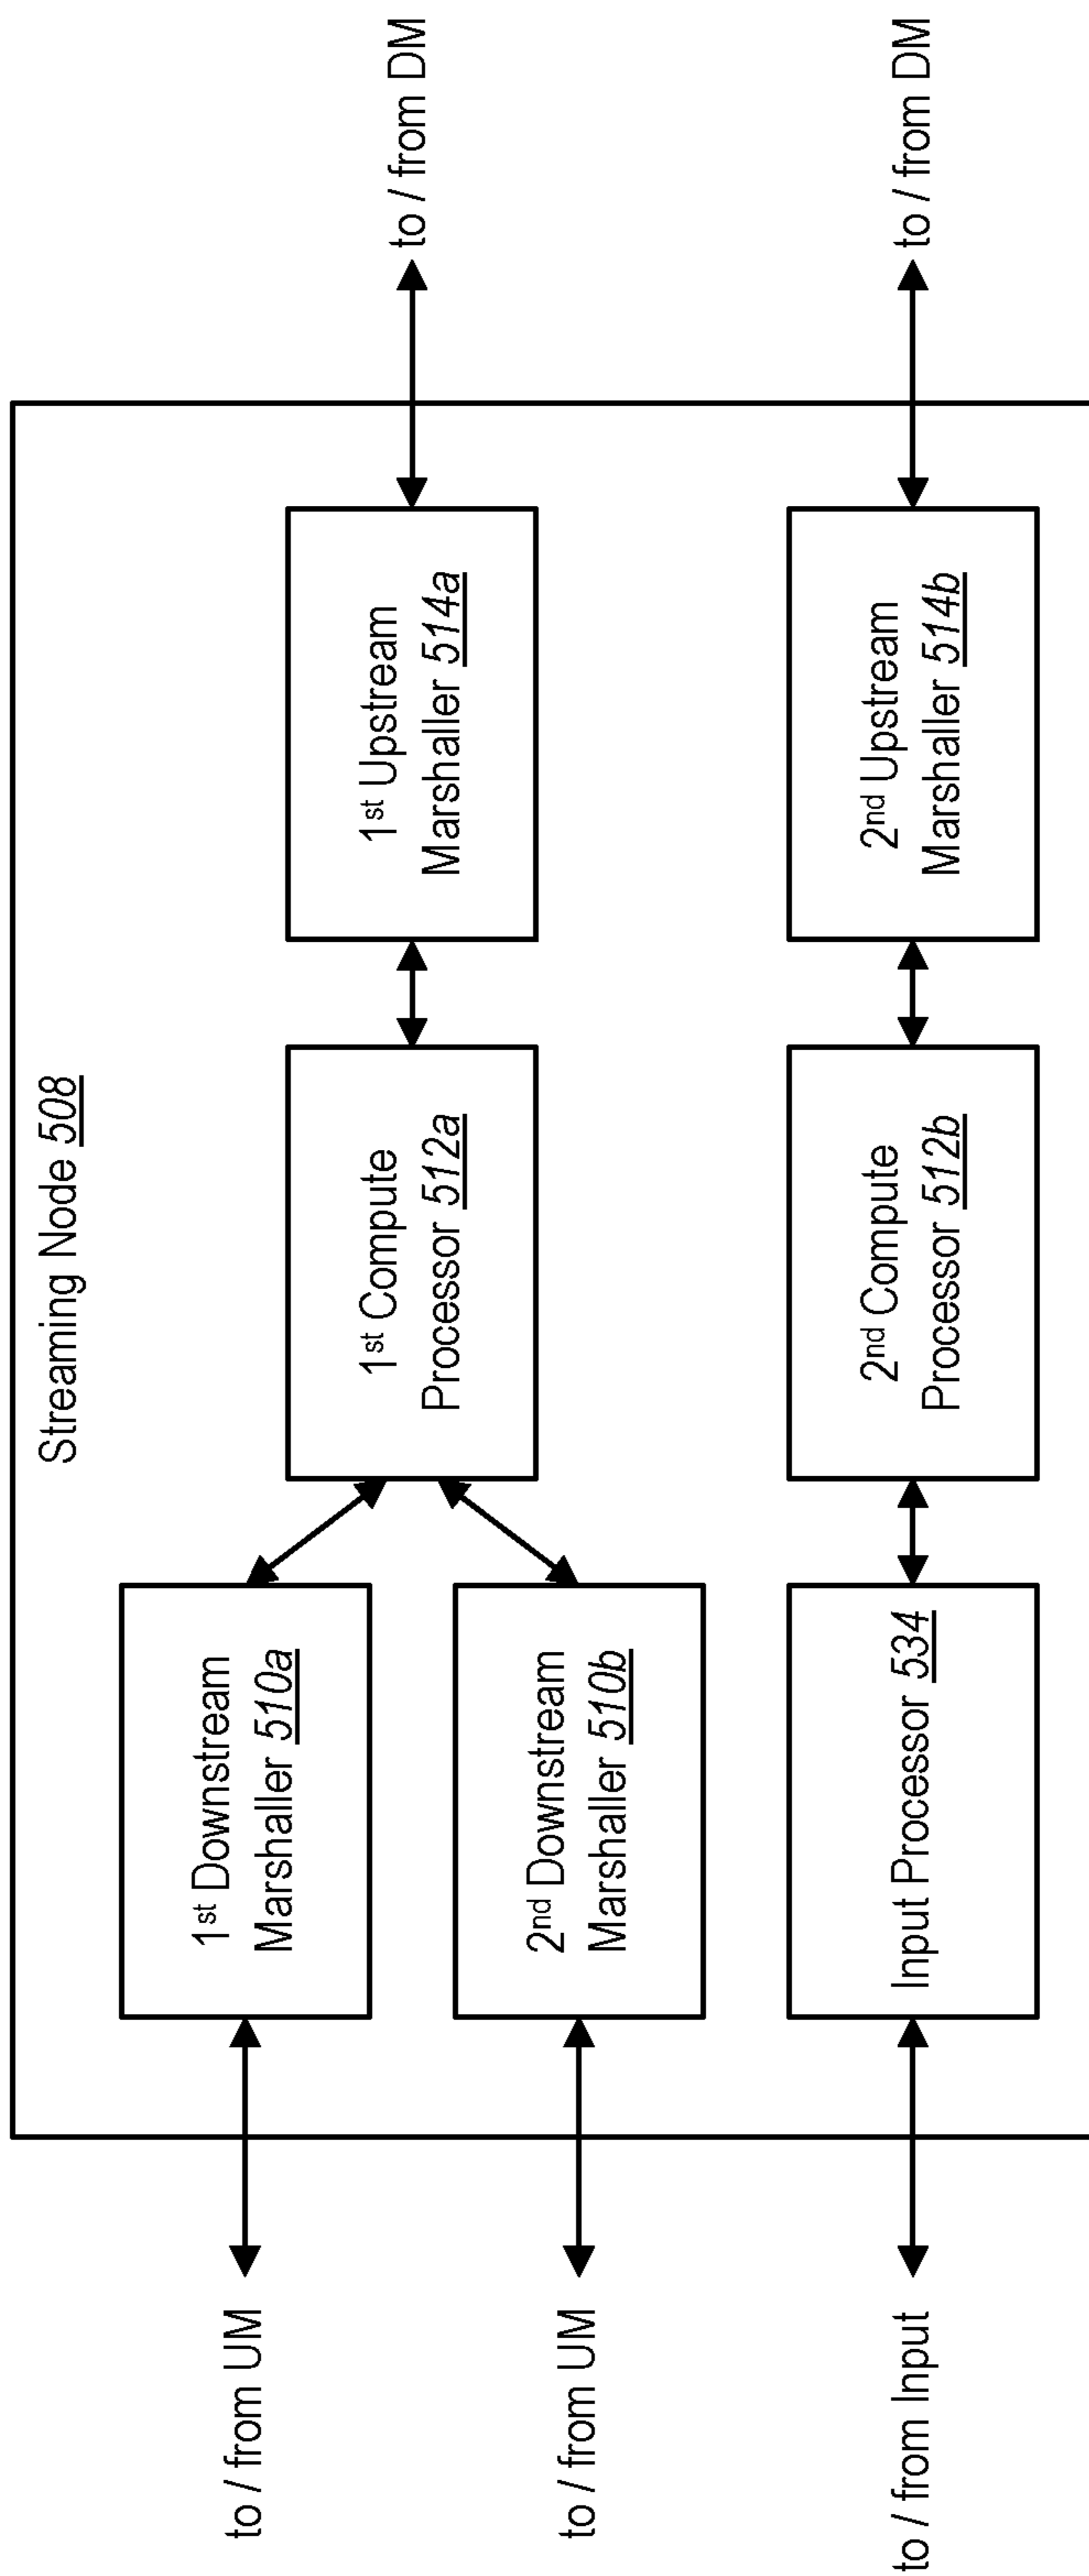 Streaming Node 508
to / from UM
1st Downstream
Marshaller 510a
1st Compute
Processor 512a
1st Upstream
Marshaller 514a
to / from DM
to / from UM
2nd Downstream
Marshaller 510b
to / from Input
Input Processor 534
2nd Compute
Processor 512b
2nd Upstream
Marshaller 514b
to / from DM